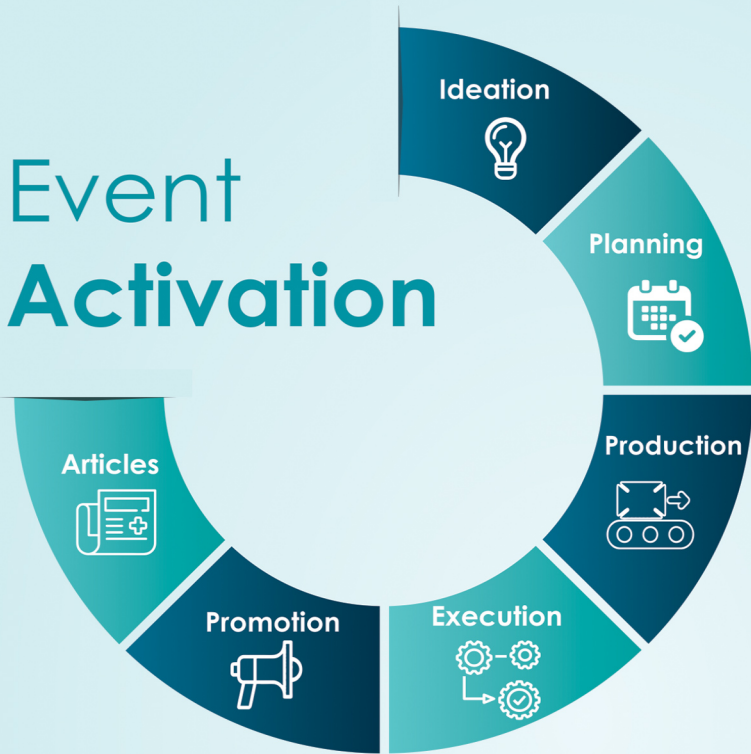 Event
Activation
Ideation
Planning
Production
Execution
Promotion
Articles